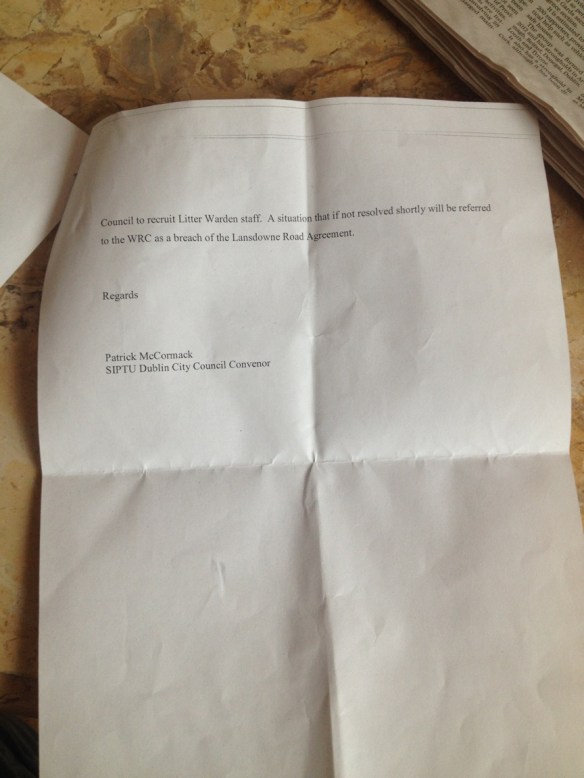 Council to recruit Litter Warden staff.  A situation that if not resolved shortly will be referred
to the WRC as a breach of the Lansdowne Road Agreement.
Regards
Patrick McCormack
SIPTU Dublin City Council Convenor